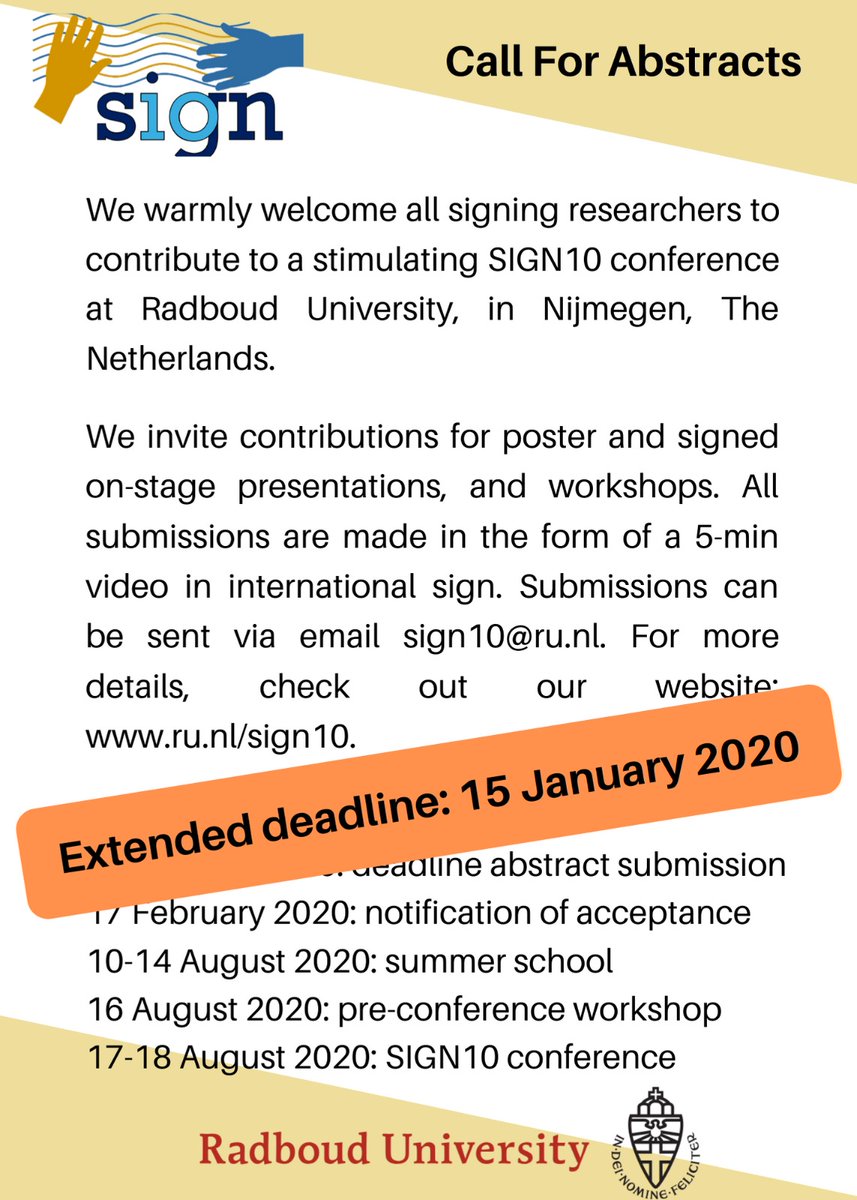 sign
Call For Abstracts
We warmly welcome all signing researchers to
contribute to a stimulating SIGN10 conference
at Radboud University, in Nijmegen, The
Netherlands.
We invite contributions for poster and signed
on-stage presentations, and workshops. All
submissions are made in the form of a 5-min
video in international sign. Submissions can
be sent via email sign10@ru.nl. For more
details, check out our website:
www.ru.nl/sign10.
Extended deadline: 15 January 2020
deadline abstract submission
17 February 2020: notification of acceptance
10-14 August 2020: summer school
16 August 2020: pre-conference workshop
17-18 August 2020: SIGN10 conference
Radboud University
IN·DEI·NOMINE·FELICITER